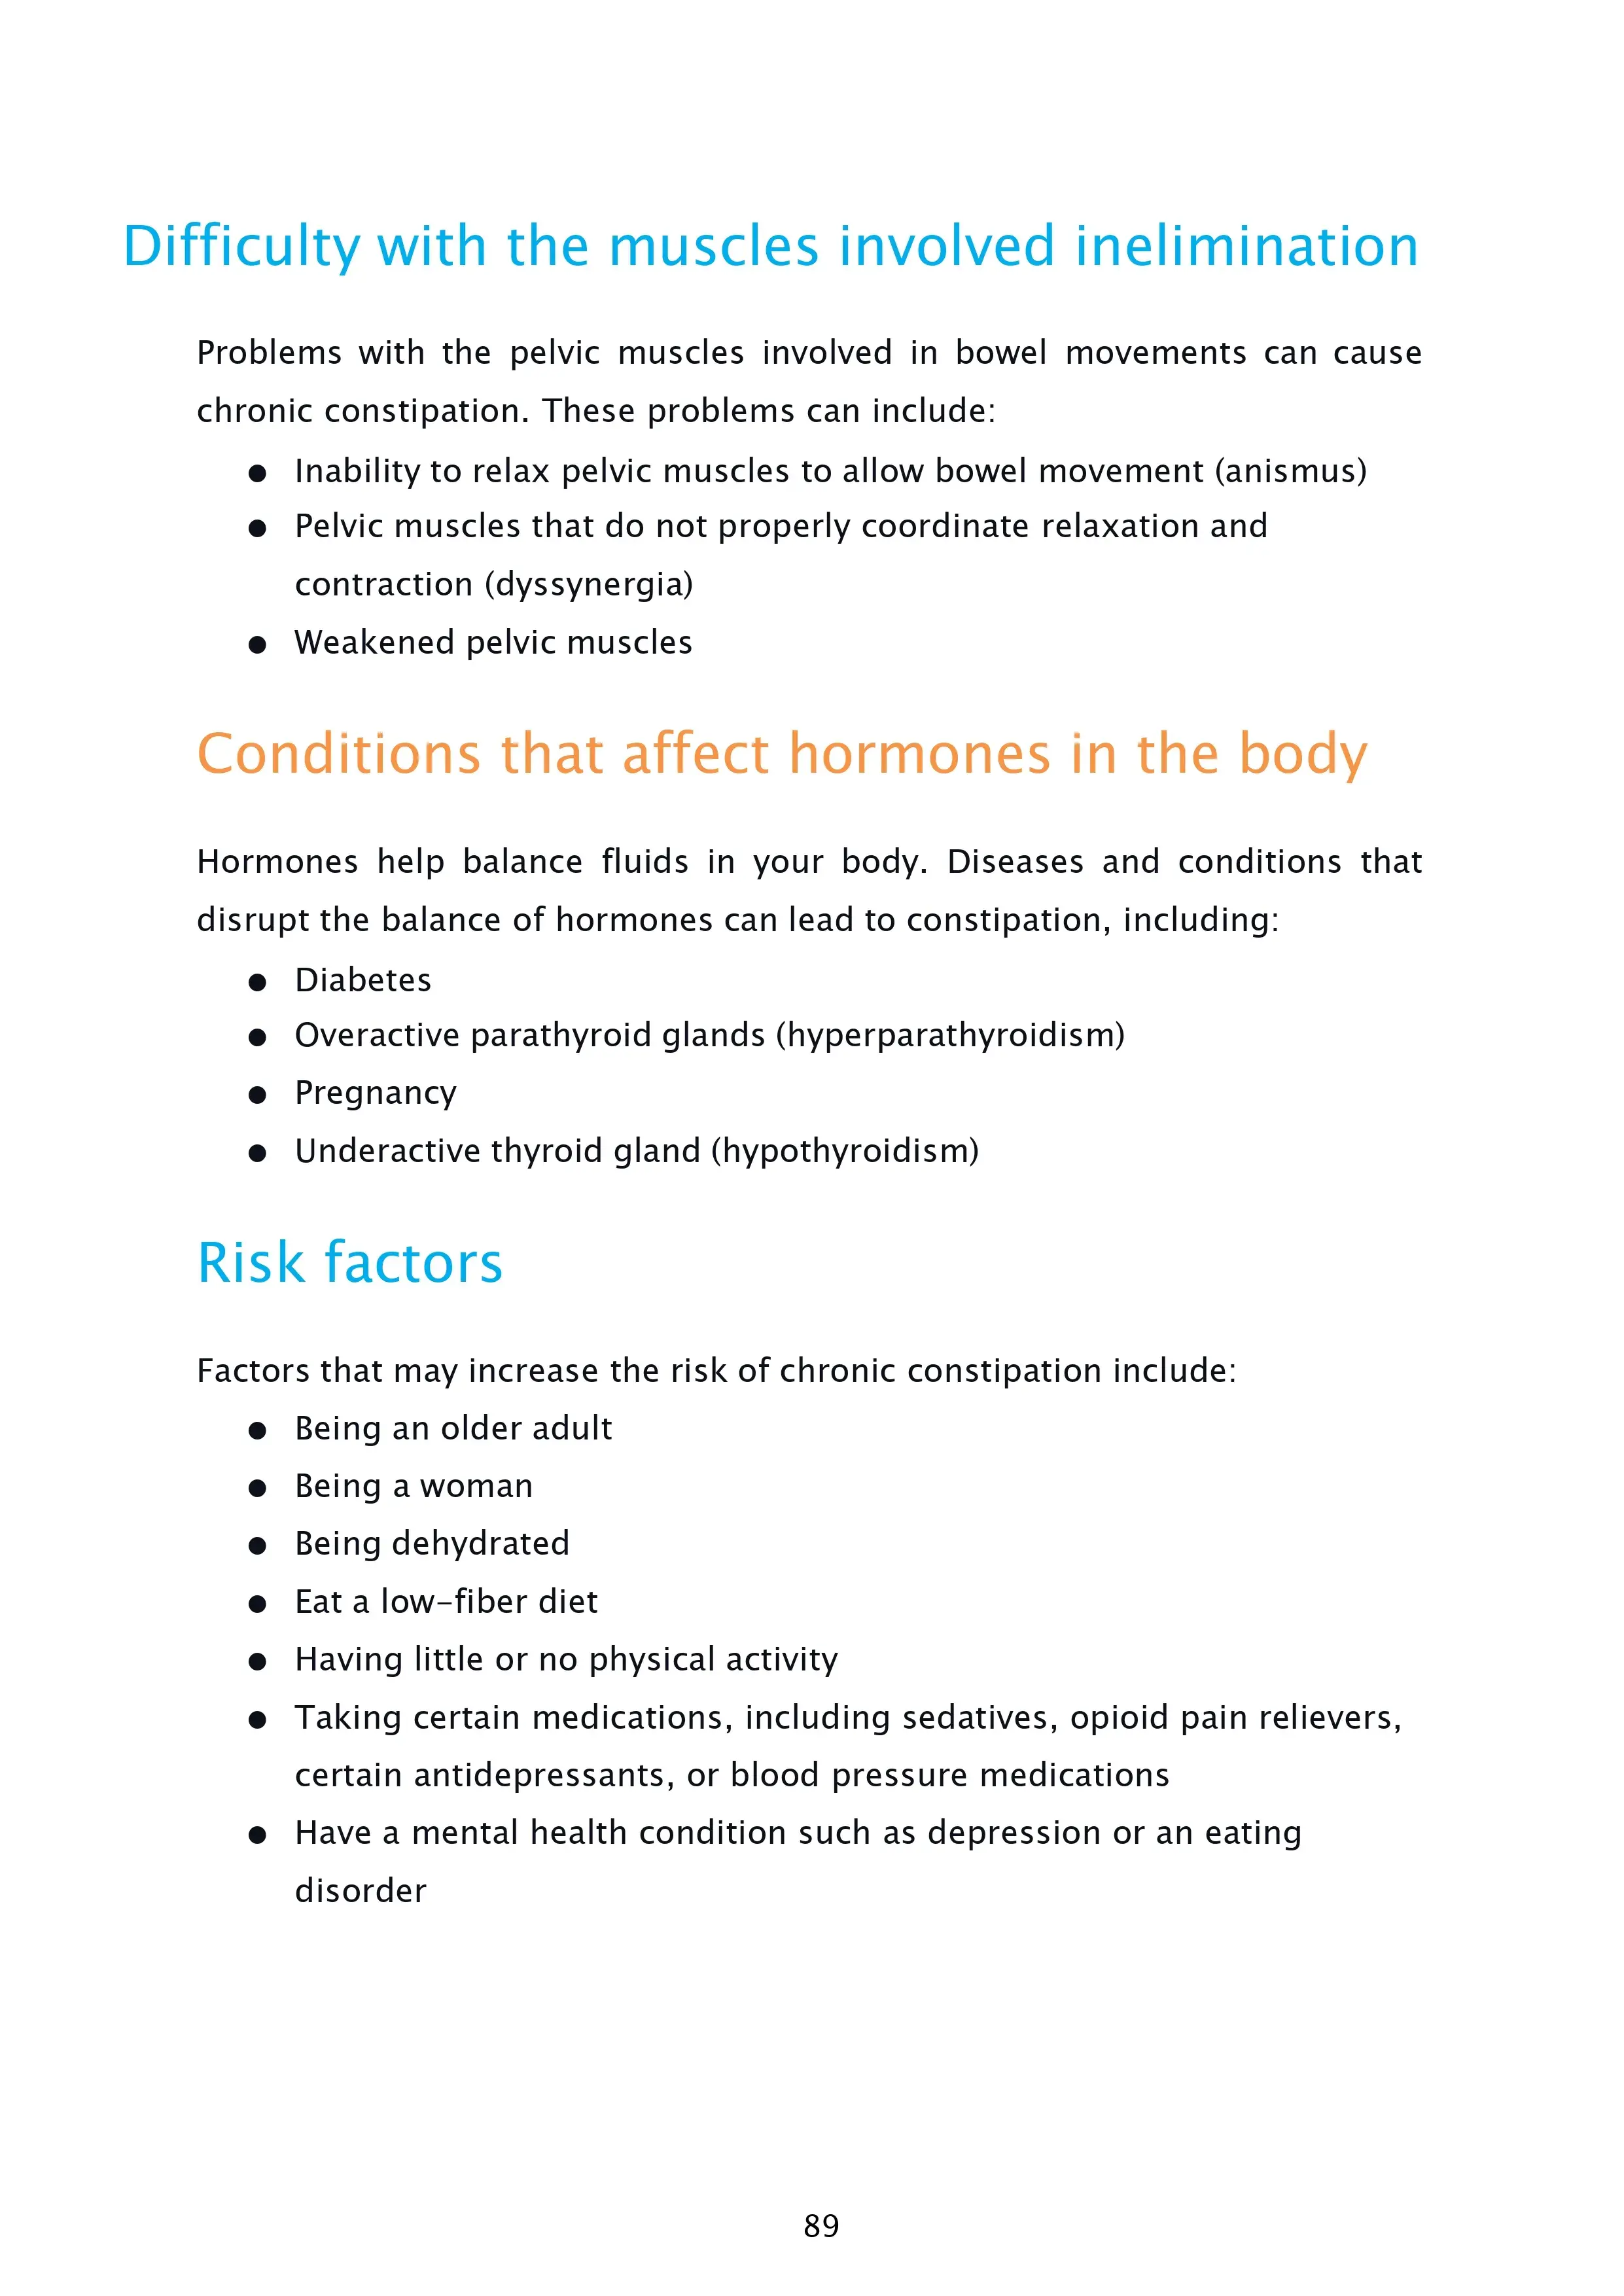 Difficulty with the muscles involved inelimination
Problems with the pelvic muscles involved in bowel movements can cause
chronic constipation. These problems can include:
● Inability to relax pelvic muscles to allow bowel movement (anismus)
● Pelvic muscles that do not properly coordinate relaxation and
contraction (dyssynergia)
● Weakened pelvic muscles
Conditions that affect hormones in the body
Hormones help balance fluids in your body. Diseases and conditions that
disrupt the balance of hormones can lead to constipation, including:
● Diabetes
● Overactive parathyroid glands (hyperparathyroidism)
● Pregnancy
● Underactive thyroid gland (hypothyroidism)
Risk factors
Factors that may increase the risk of chronic constipation include:
● Being an older adult
● Being a woman
● Being dehydrated
● Eat a low-fiber diet
● Having little or no physical activity
● Taking certain medications, including sedatives, opioid pain relievers,
certain antidepressants, or blood pressure medications
● Have a mental health condition such as depression or an eating
disorder
89